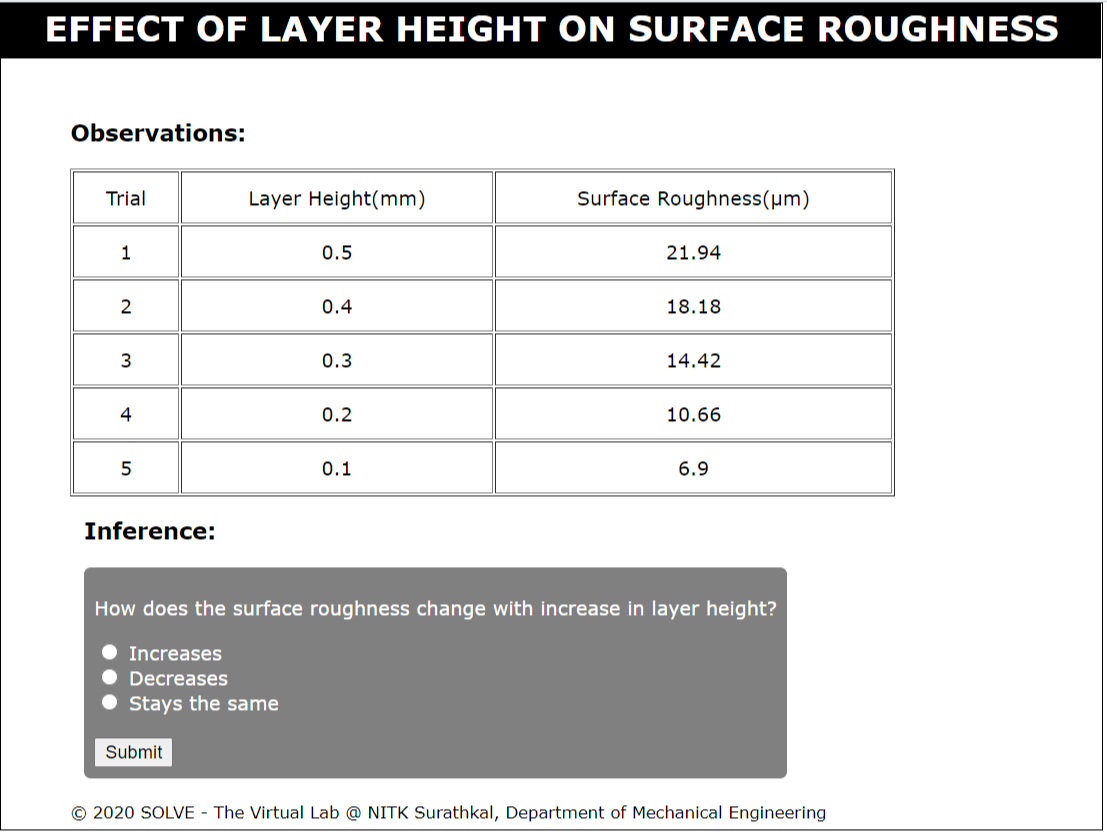 EFFECT OF LAYER HEIGHT ON SURFACE ROUGHNESS
Observations:
Trial Layer Height(mm) Surface Roughness(μm)
1 0.5 21.94
2 0.4 18.18
3 0.3 14.42
4 0.2 10.66
5 0.1 6.9
Inference:
How does the surface roughness change with increase in layer height?
Increases
Decreases
Stays the same
Submit
© 2020 SOLVE - The Virtual Lab @ NITK Surathkal, Department of Mechanical Engineering